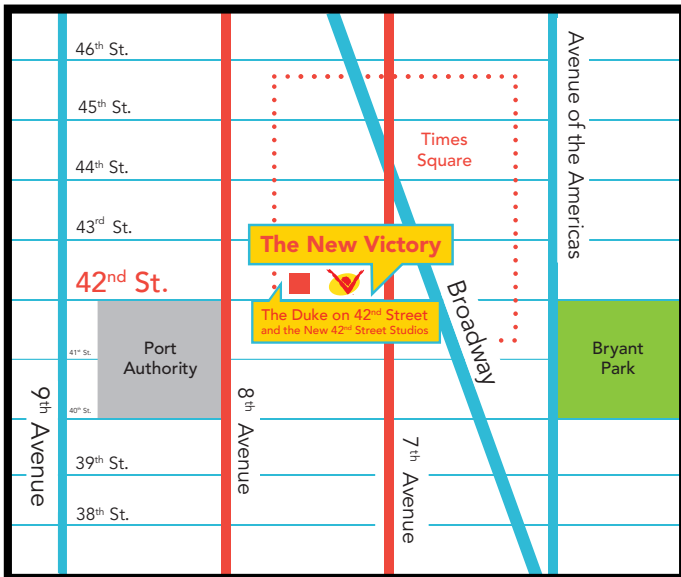 46th St.
45th St.
44th St.
43rd St.
42nd St.
41st St.
40th St.
39th St.
38th St.
9th Avenue
Port
Authority
8th Avenue
The New Victory
The Duke on 42nd Street
and the New 42nd Street Studios
7th Avenue
Times
Square
Broadway
Avenue of the Americas
Bryant
Park